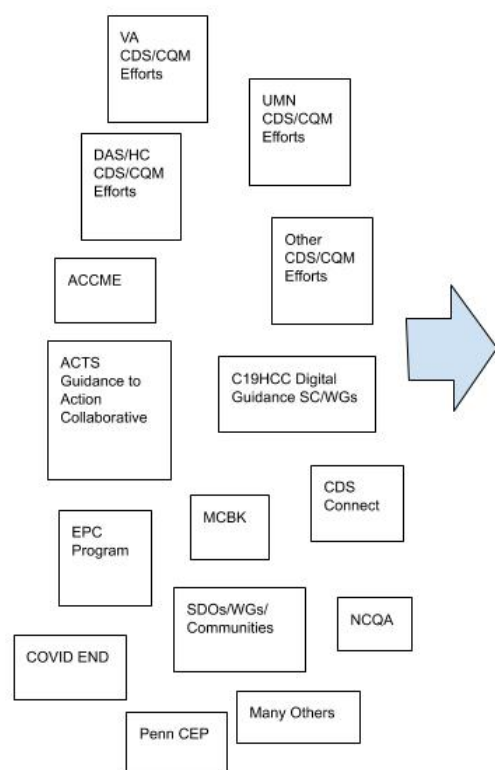 VA
CDS/CQM
Efforts
UMN
CDS/CQM
Efforts
DAS/HC
CDS/CQM
Efforts
Other
CDS/CQM
Efforts
ACCME
ACTS
Guidance to
Action
Collaborative
C19HCC Digital
Guidance SC/WGs
CDS
Connect
MCBK
EPC
Program
SDOs/WGs/
Communities
NCQA
COVID END
Many Others
Penn CEP